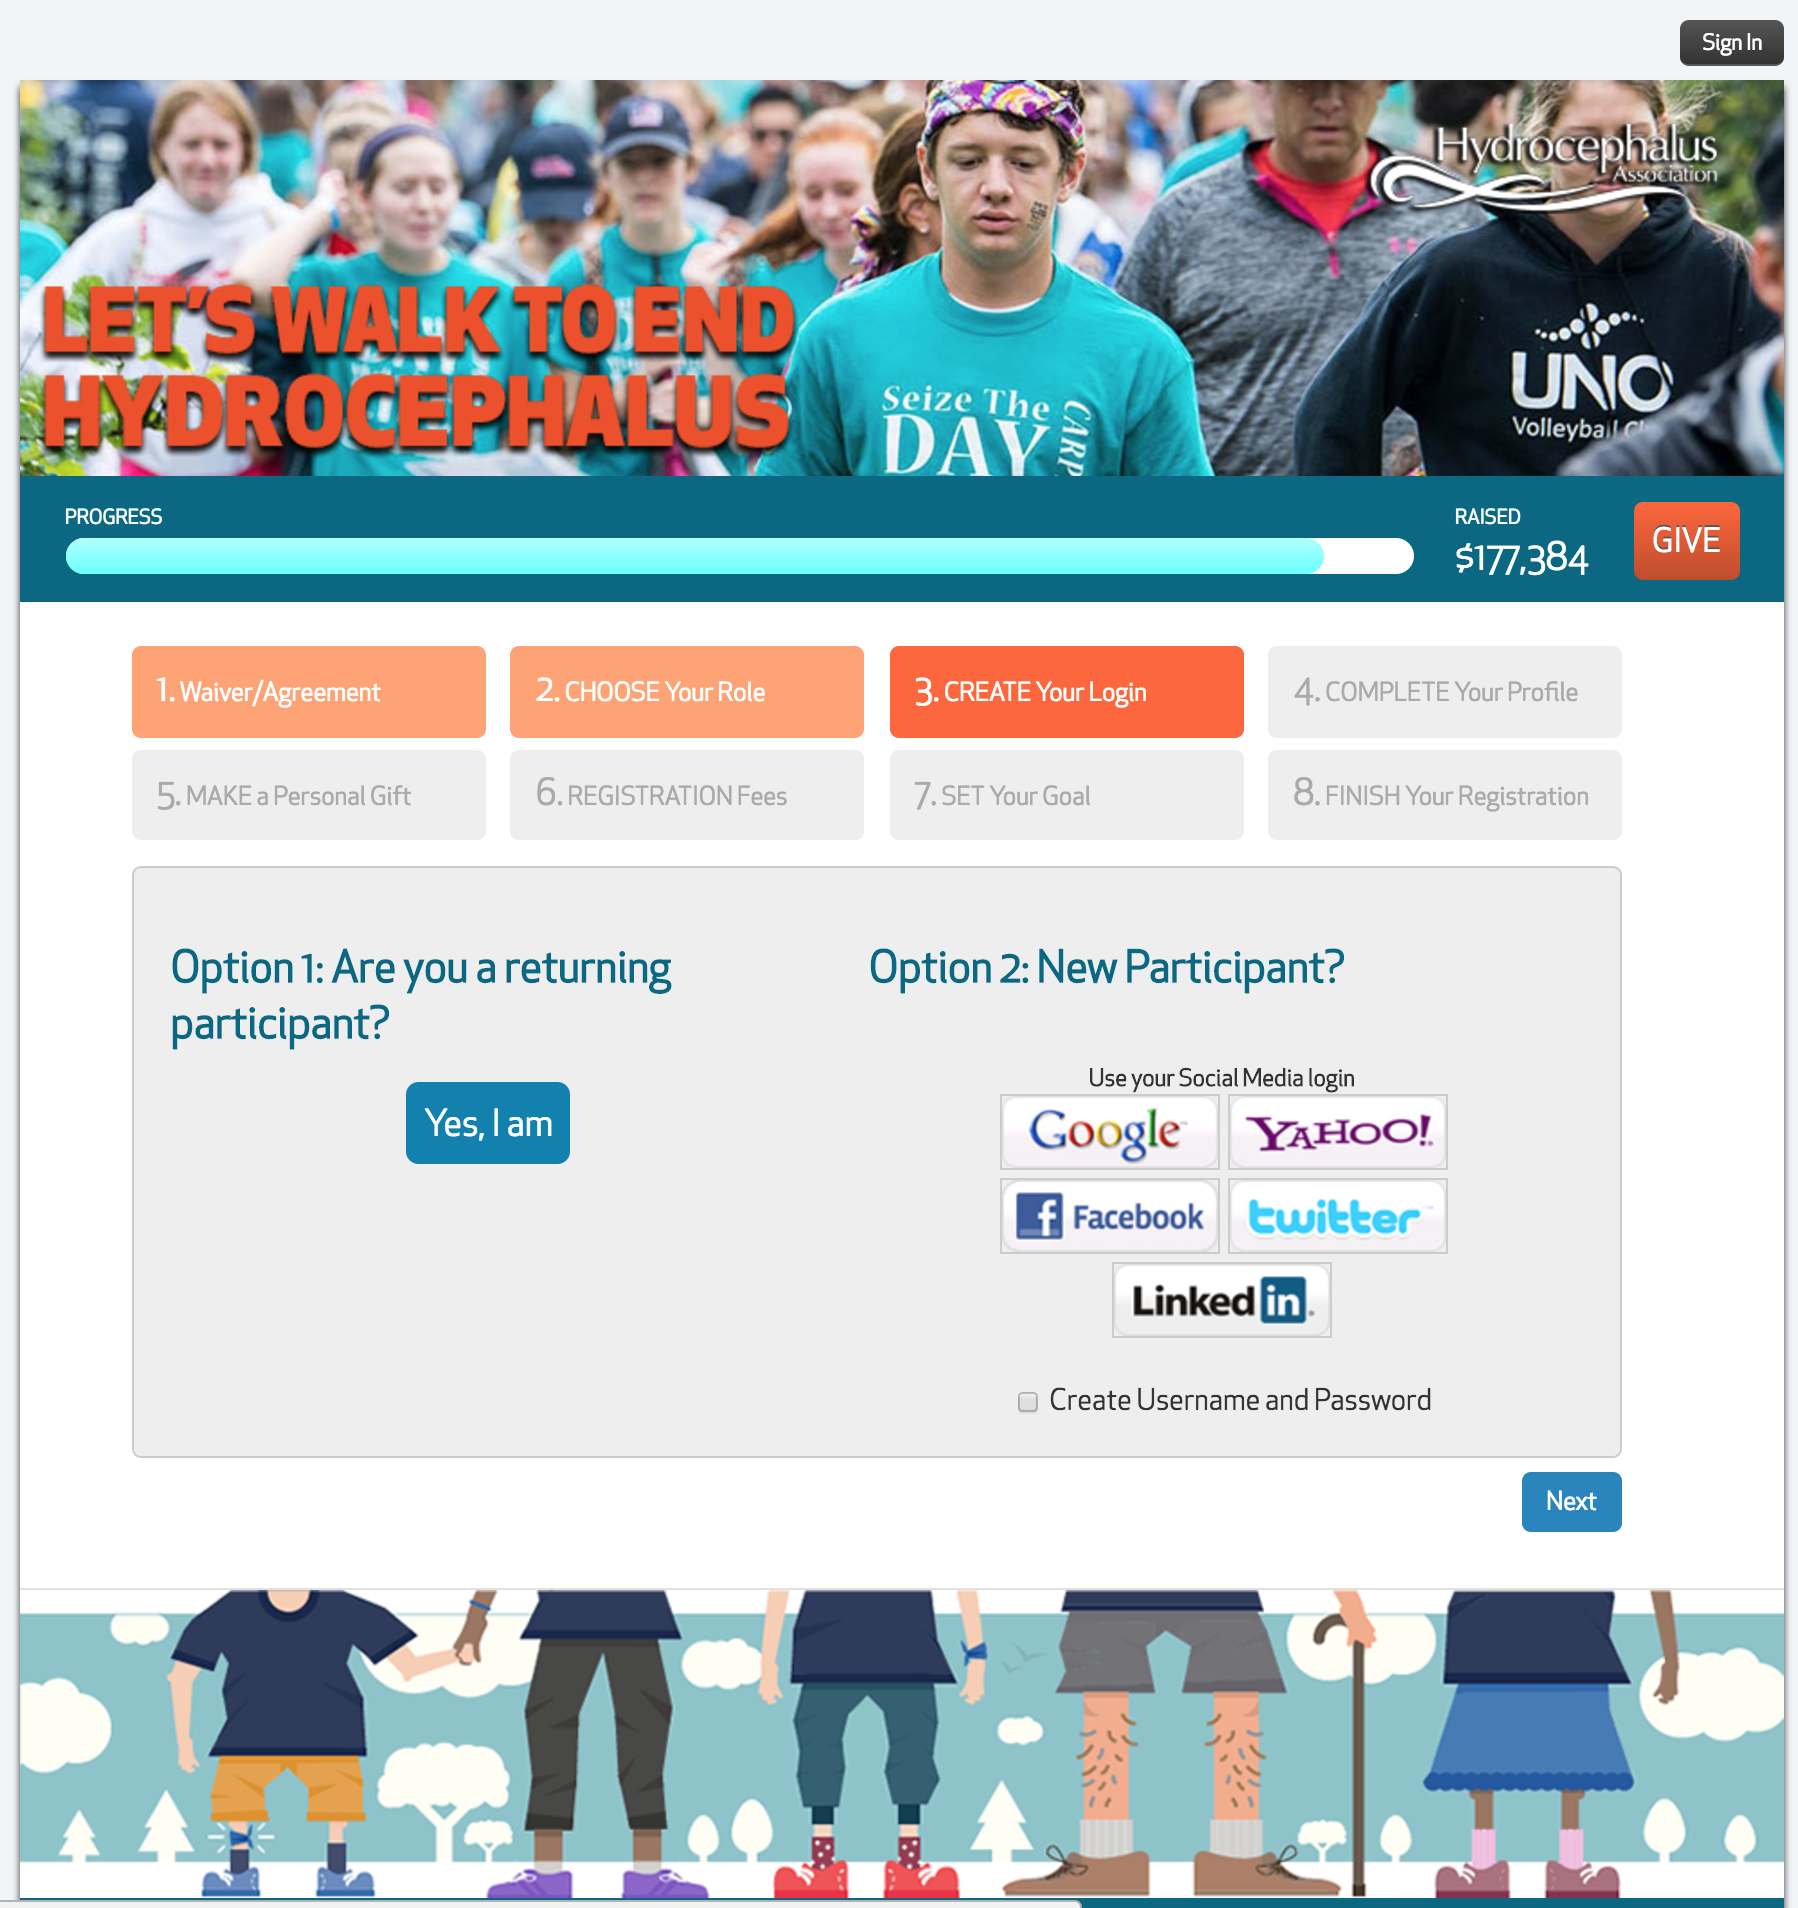 Sign In
Hydrocephalus
Association
LET'S WALK TO END
HYDROCEPHALUS
Seize The
DAY
CARP
UNO
Volleyball
PROGRESS
RAISED
$177,384
GIVE
1. Waiver/Agreement
2. CHOOSE Your Role
3. CREATE Your Login
4. COMPLETE Your Profile
5. MAKE a Personal Gift
6. REGISTRATION Fees
7. SET Your Goal
8. FINISH Your Registration
Option 1: Are you a returning
participant?
Yes, I am
Option 2: New Participant?
Use your Social Media login
Google
YAHOO!
Facebook
twitter
Linked in
Create Username and Password
Next